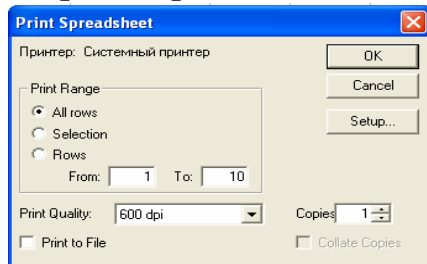 Print Spreadsheet
Принтер: Системный принтер
OK
Cancel
Setup...
Print Range
All rows
Selection
Rows
From: 1 To: 10
Print Quality: 600 dpi
Copies 1
Print to File
Collate Copies